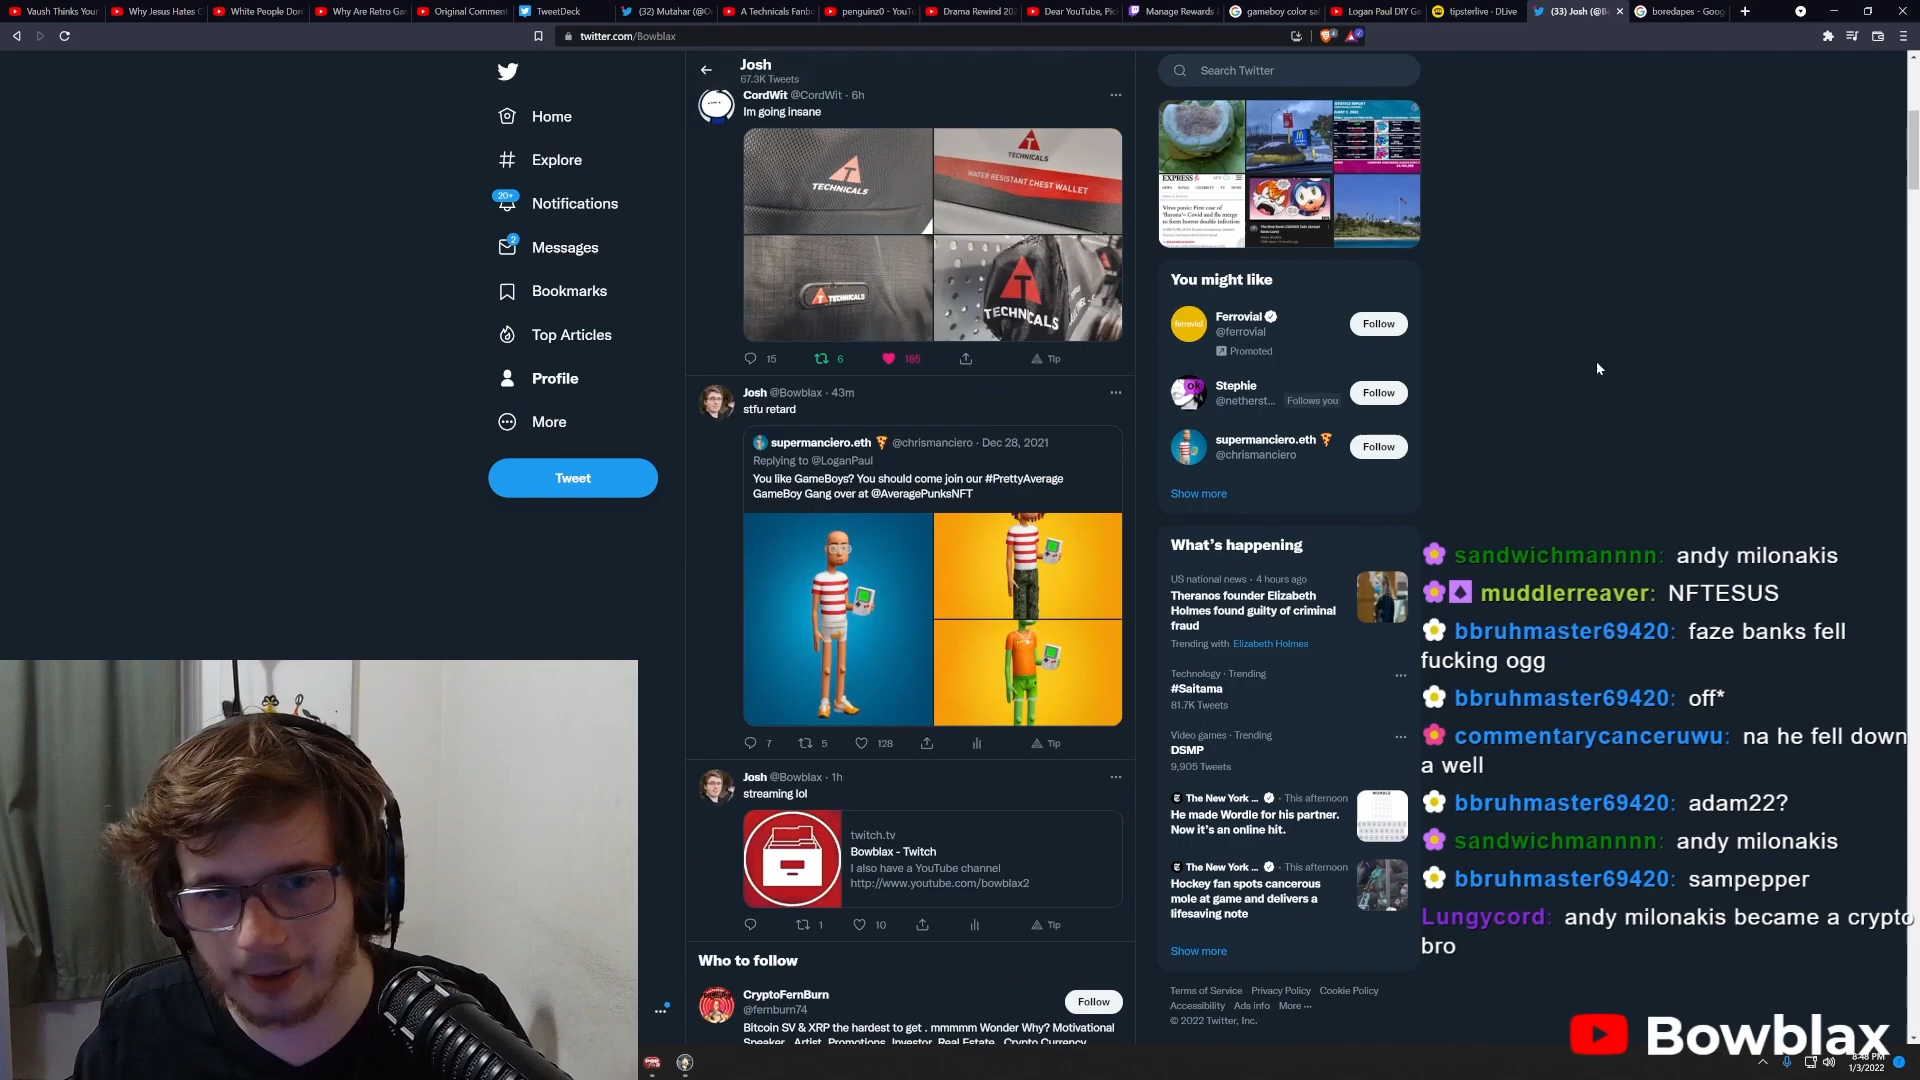 Vaush Thinks Your
Why Jesus Hates C
White People Don'
Why Are Retro Ga
Original Comment
TweetDeck
(32) Mutahar (@O
A Technicals Fanb
penguinz0 - YouTu
Drama Rewind 202
Dear YouTube, Pic
Manage Rewards
gameboy color sal
Logan Paul DIY Ga
tipsterlive - DLive
(33) Josh (@Bo
boredapes - Goog
twitter.com/Bowblax
Home
Explore
20+
Notifications
2
Messages
Bookmarks
Top Articles
Profile
More
Tweet
Josh
67.3K Tweets
CordWit @CordWit · 6h
Im going insane
TECHNICALS
TECHNICALS
WATER RESISTANT CHEST WALLET
TECHNICALS
TECHNICALS
15
6
185
Tip
Josh @Bowblax · 43m
stfu retard
supermanciero.eth @chrismanciero · Dec 28, 2021
Replying to @LoganPaul
You like GameBoys? You should come join our #PrettyAverage
GameBoy Gang over at @AveragePunksNFT
7
5
128
Tip
Josh @Bowblax · 1h
streaming lol
twitch.tv
Bowblax - Twitch
I also have a YouTube channel
http://www.youtube.com/bowblax2
1
10
Tip
Who to follow
CryptoFernBurn
@fernburn74
Follow
Bitcoin SV & XRP the hardest to get . mmmmm Wonder Why? Motivational
Speaker , Artist, Promotions, Investor, Real Estate , Crypto Currency
Search Twitter
EXPRESS
You might like
ferrovial
Ferrovial
@ferrovial
Promoted
Follow
ok
Stephie
@netherst... Follows you
Follow
supermanciero.eth
@chrismanciero
Follow
Show more
What's happening
US national news · 4 hours ago
Theranos founder Elizabeth
Holmes found guilty of criminal
fraud
Trending with Elizabeth Holmes
Technology · Trending
#Saitama
81.7K Tweets
Video games · Trending
DSMP
9,905 Tweets
The New York ... · This afternoon
He made Wordle for his partner.
Now it's an online hit.
WORDLE
The New York ... · This afternoon
Hockey fan spots cancerous
mole at game and delivers a
lifesaving note
Show more
Terms of Service Privacy Policy Cookie Policy
Accessibility Ads info More ···
© 2022 Twitter, Inc.
sandwichmannnn: andy milonakis
muddlerreaver: NFTESUS
bbruhmaster69420: faze banks fell
fucking ogg
bbruhmaster69420: off*
commentarycanceruwu: na he fell down
a well
bbruhmaster69420: adam22?
sandwichmannnn: andy milonakis
bbruhmaster69420: sampepper
Lungycord: andy milonakis became a crypto
bro
Bowblax
8:48 PM
1/3/2022